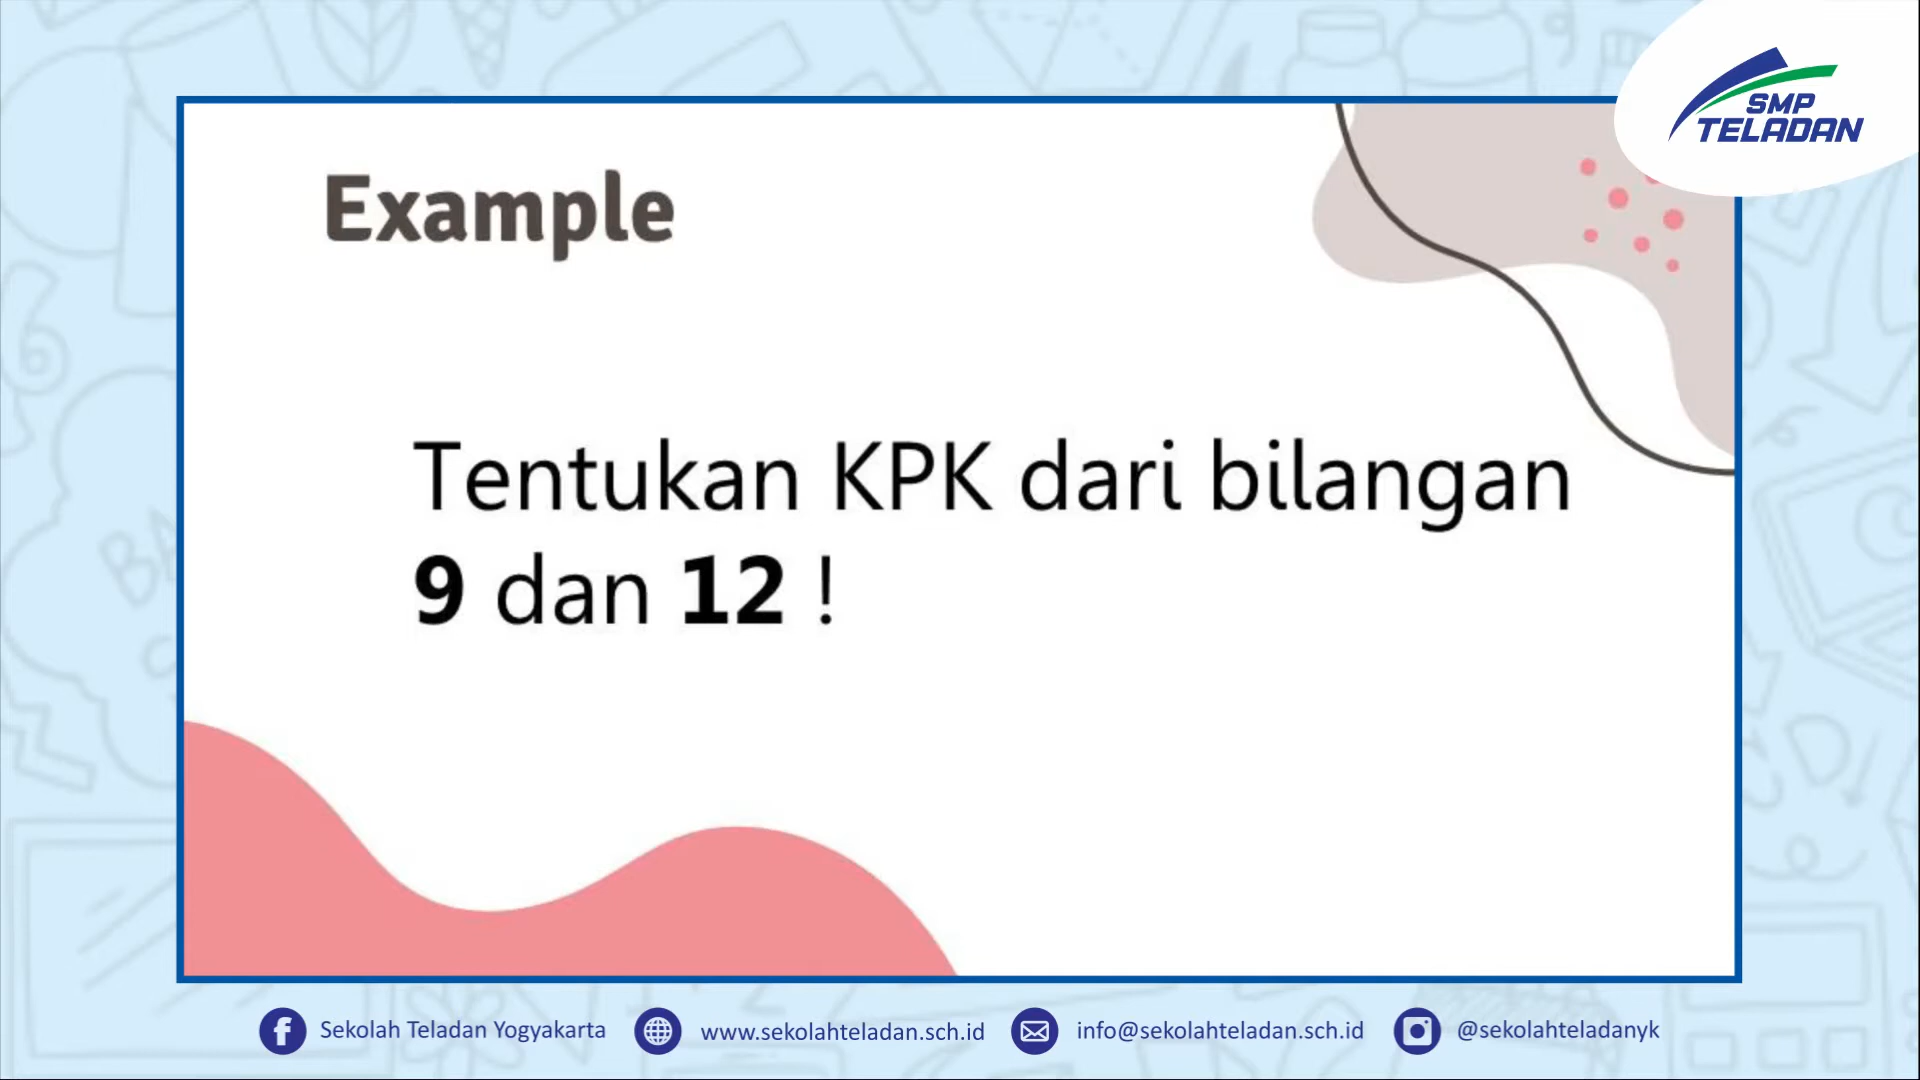 SMP
TELADAN
Example
Tentukan KPK dari bilangan
9 dan 12 !
Sekolah Teladan Yogyakarta
www.sekolahteladan.sch.id
info@sekolahteladan.sch.id
@sekolahteladanyk